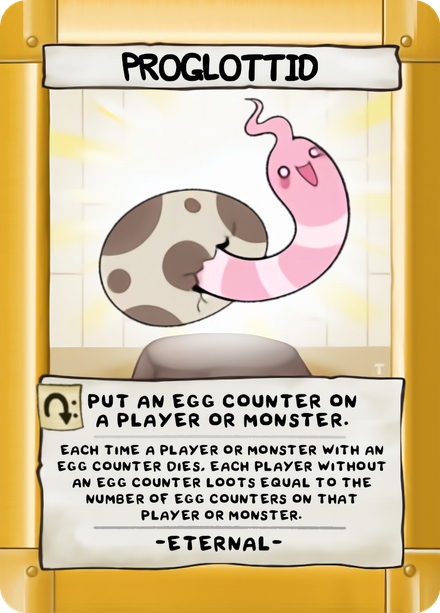 PROGLOTTID
T
PUT AN EGG COUNTER ON
A PLAYER OR MONSTER.
EACH TIME A PLAYER OR MONSTER WITH AN
EGG COUNTER DIES, EACH PLAYER WITHOUT
AN EGG COUNTER LOOTS EQUAL TO THE
NUMBER OF EGG COUNTERS ON THAT
PLAYER OR MONSTER.
-ETERNAL-